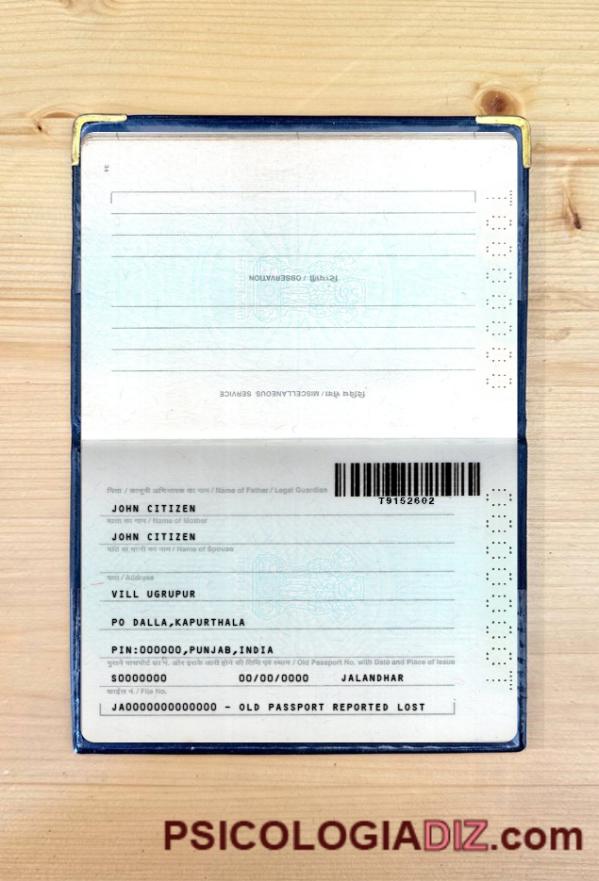 टिप्पणी / OBSERVATION
विविध सेवा / MISCELLANEOUS SERVICE
पिता / कानूनी अभिभावक का नाम / Name of Father / Legal Guardian
T9152602
JOHN CITIZEN
माता का नाम / Name of Mother
JOHN CITIZEN
पति या पत्नी का नाम / Name of Spouse
पता / Address
VILL UGRUPUR
PO DALLA,KAPURTHALA
PIN:000000,PUNJAB,INDIA
पुराने पासपोर्ट का नं. और इसके जारी होने की तिथि एवं स्थान / Old Passport No. with Date and Place of Issue
S0000000 00/00/0000 JALANDHAR
फाईल नं. / File No.
JA0000000000000 - OLD PASSPORT REPORTED LOST
PSICOLOGIADIZ.com